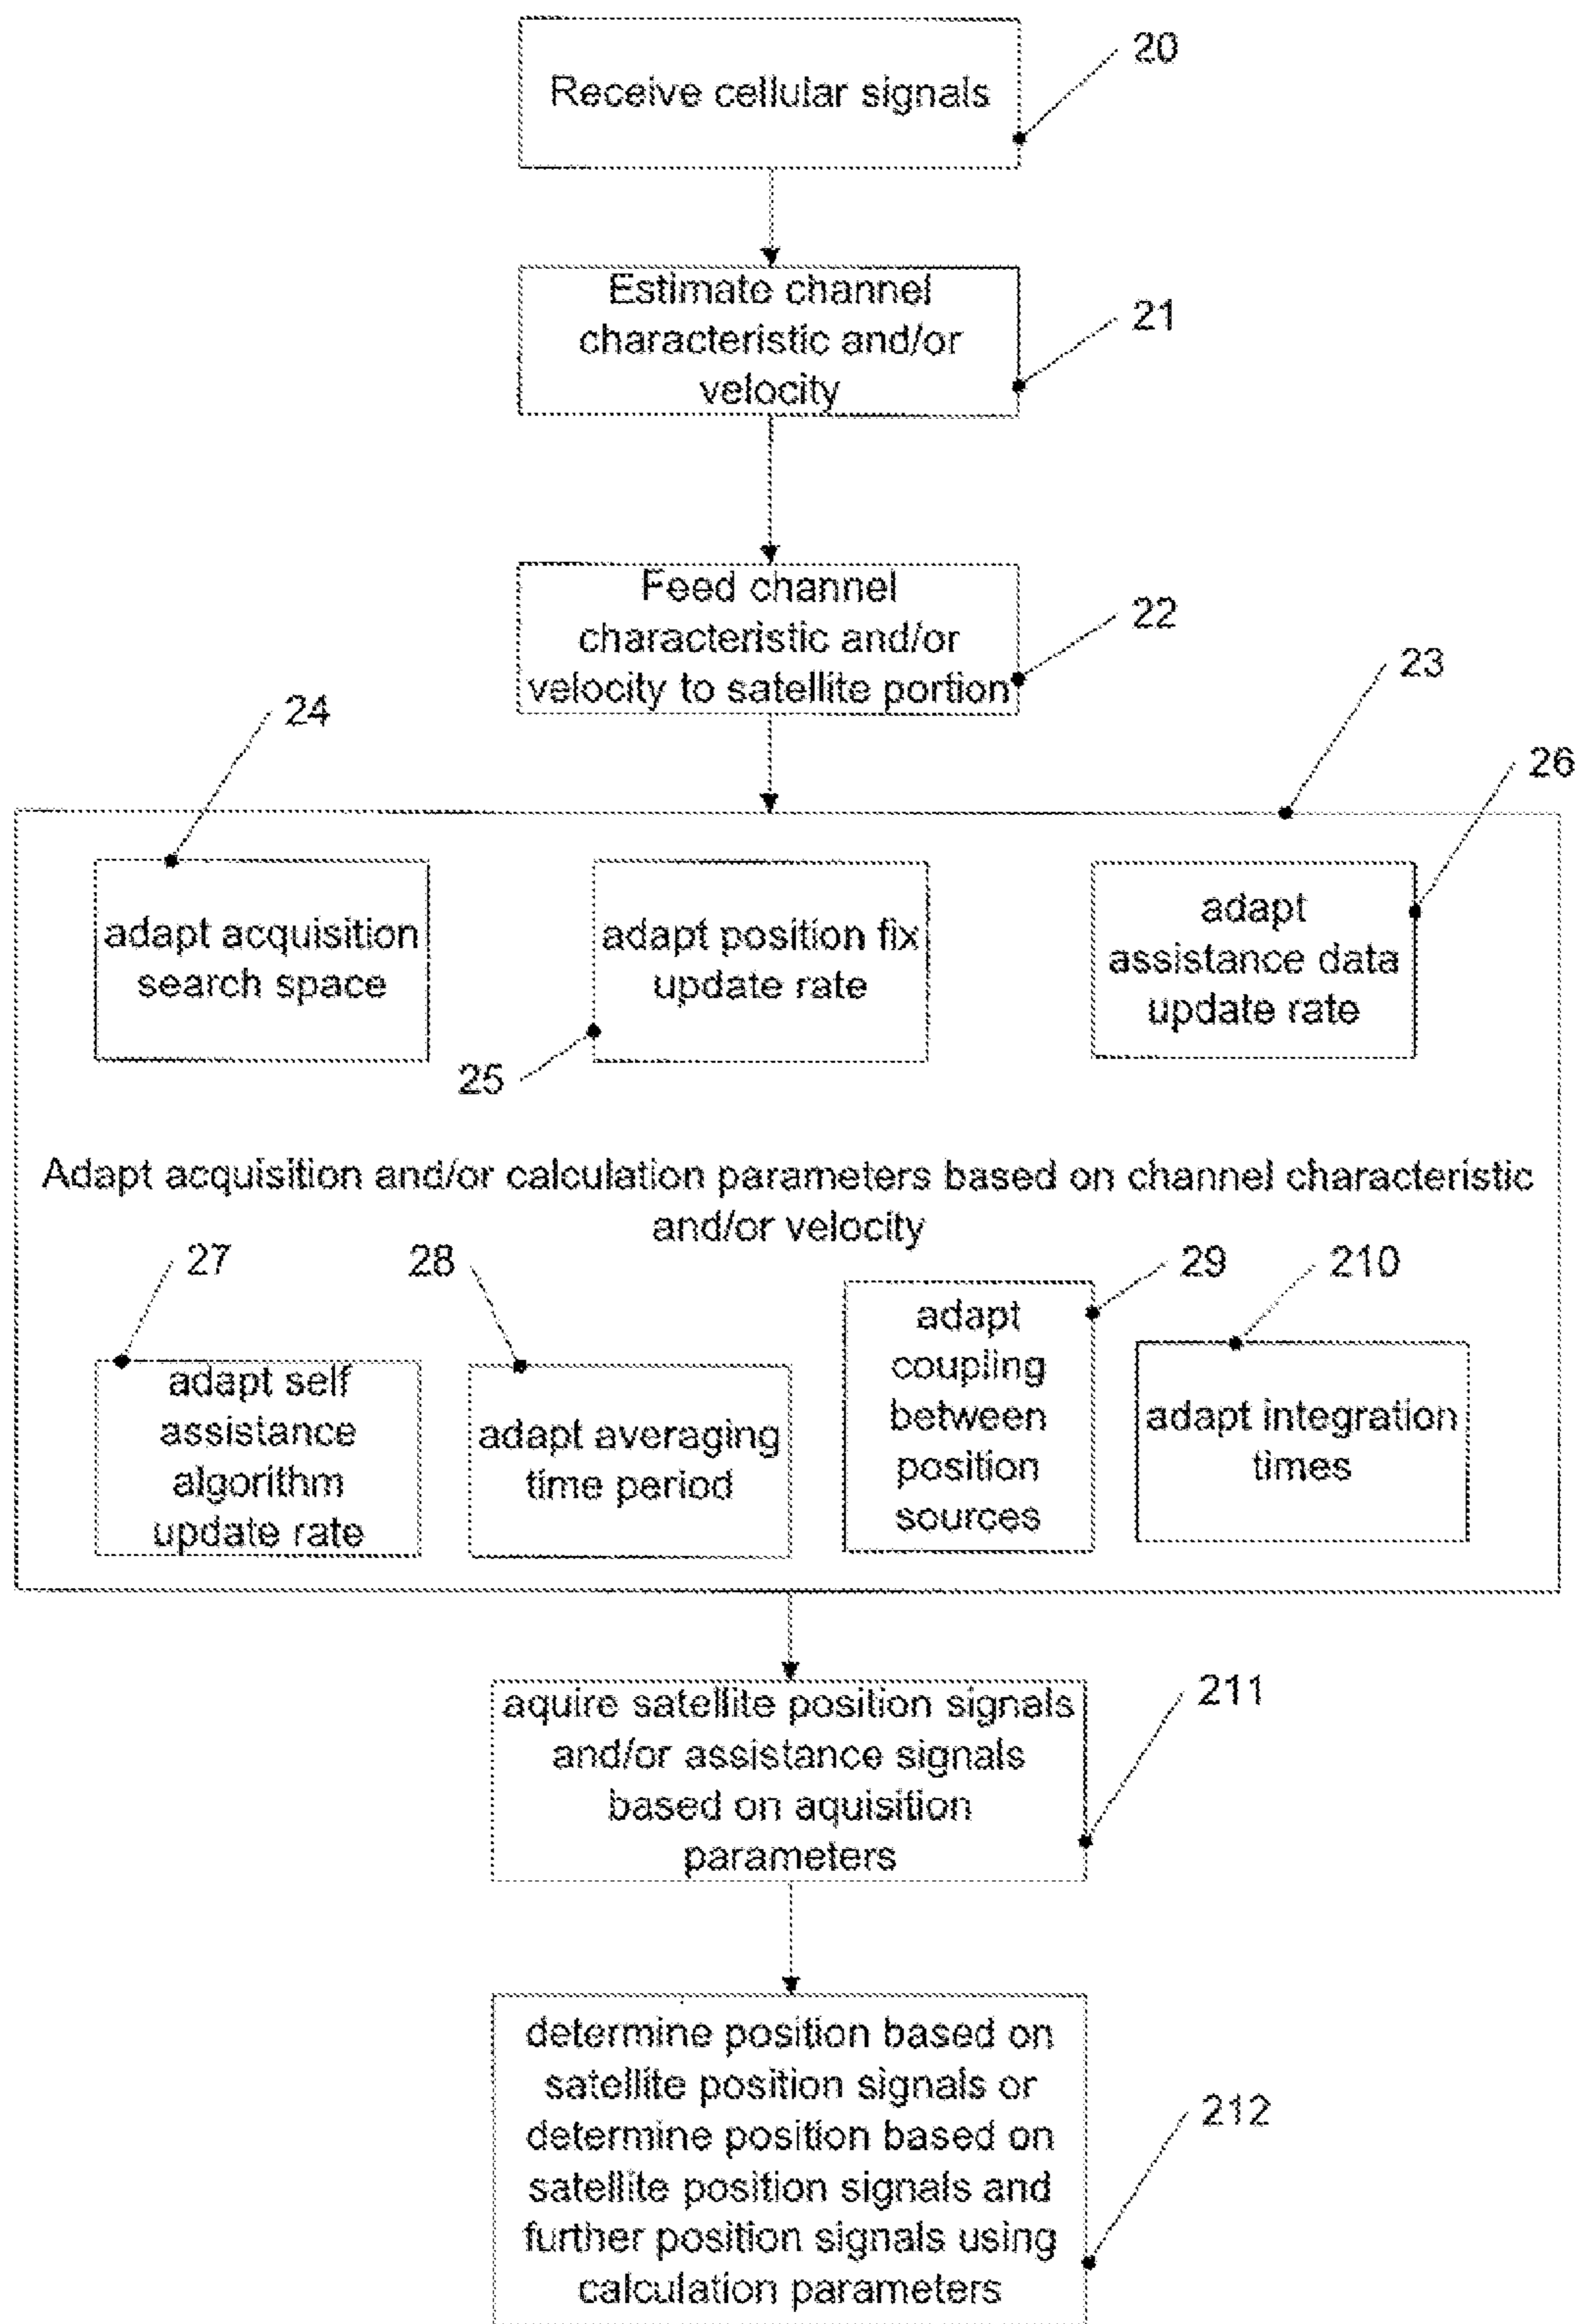 20
Receive cellular signals
Estimate channel
characteristic and/or
velocity
21
Feed channel
characteristic and/or
velocity to satellite portion
22
23
24
26
adapt acquisition
search space
adapt position fix
update rate
adapt
assistance data
update rate
25
Adapt acquisition and/or calculation parameters based on channel characteristic
and/or velocity
27
28
29
210
adapt self
assistance
algorithm
update rate
adapt averaging
time period
adapt
coupling
between
position
sources
adapt integration
times
aquire satellite position signals
and/or assistance signals
based on aquisition
parameters
211
determine position based on
satellite position signals or
determine position based on
satellite position signals and
further position signals using
calculation parameters
212